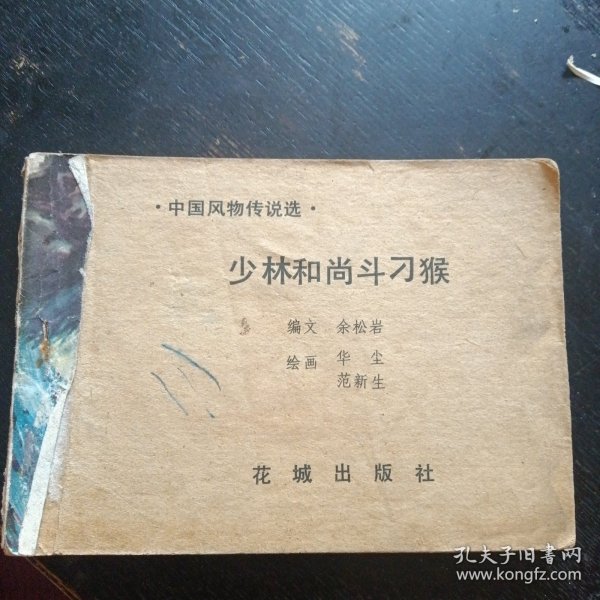 ·中国风物传说选·
少林和尚斗刁猴
编文 余松岩
绘画 华尘
范新生
花城出版社
孔夫子旧书网
www.kongfz.com